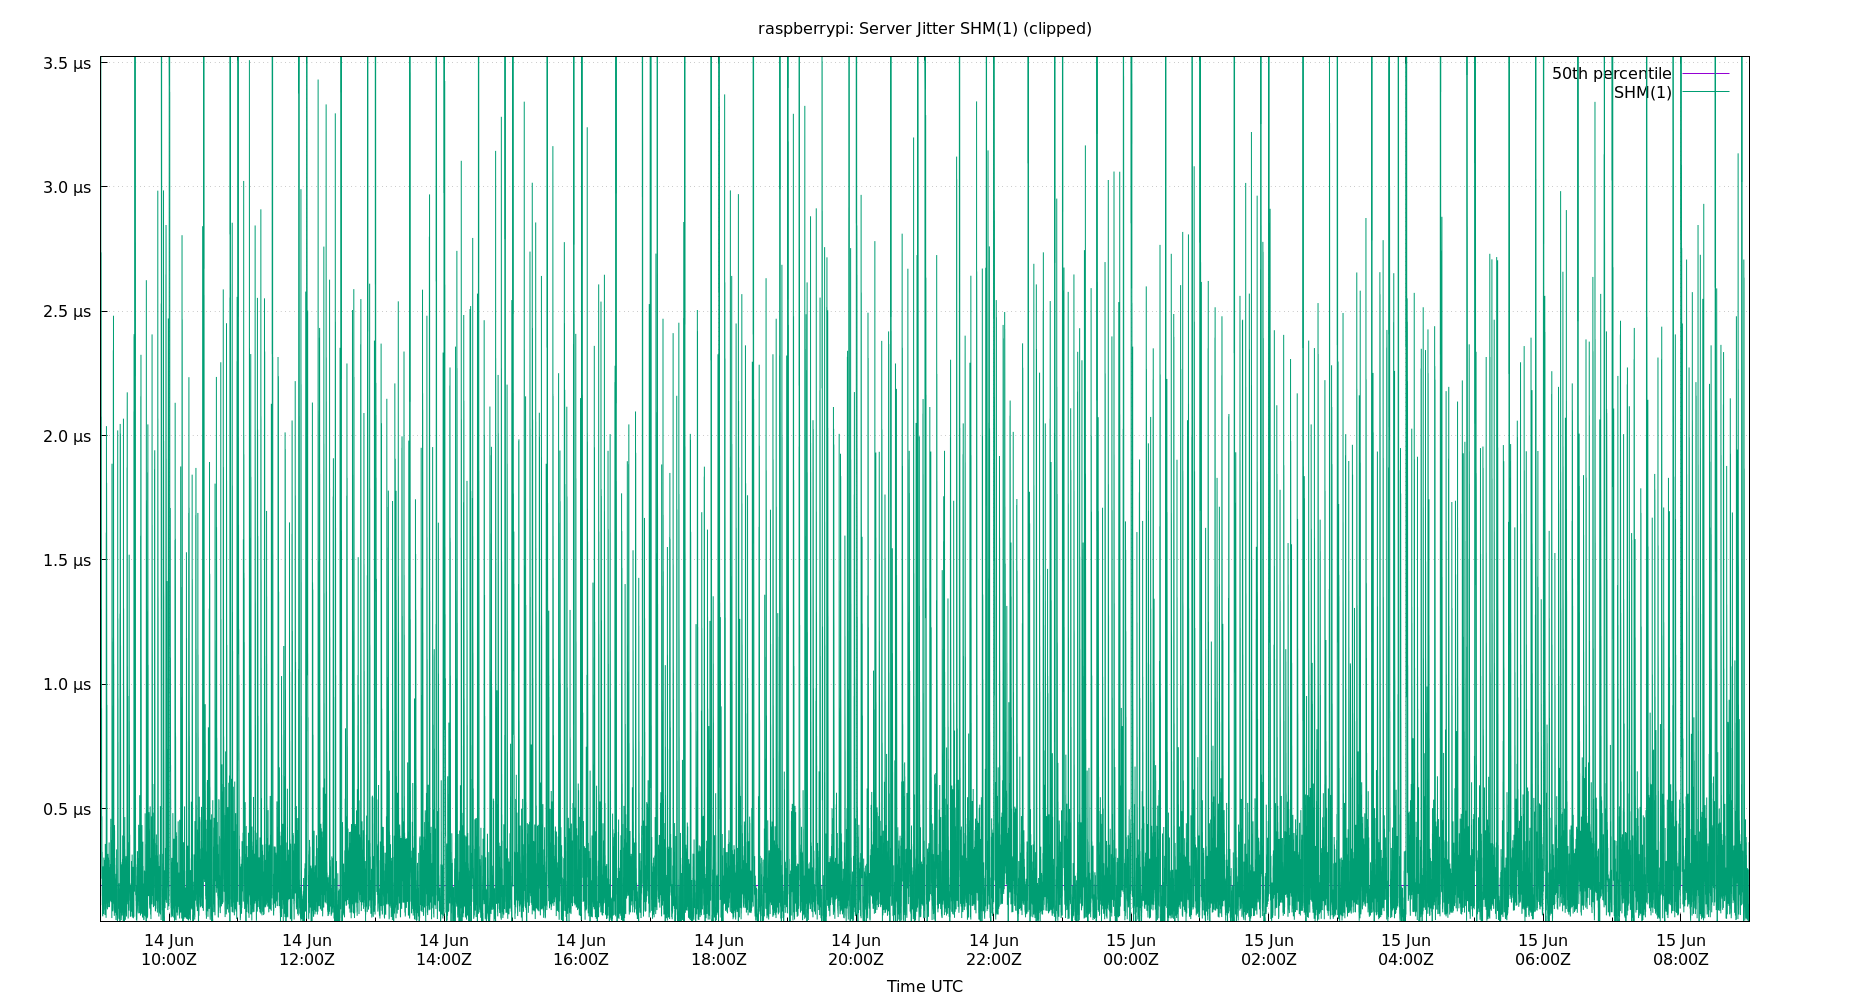 raspberrypi: Server Jitter SHM(1) (clipped)
3.5 µs
3.0 µs
2.5 µs
2.0 µs
1.5 µs
1.0 µs
0.5 µs
50th percentile
SHM(1)
14 Jun 14 Jun 14 Jun 14 Jun 14 Jun 14 Jun 14 Jun 15 Jun 15 Jun 15 Jun 15 Jun 15 Jun
10:00Z 12:00Z 14:00Z 16:00Z 18:00Z 20:00Z 22:00Z 00:00Z 02:00Z 04:00Z 06:00Z 08:00Z
Time UTC